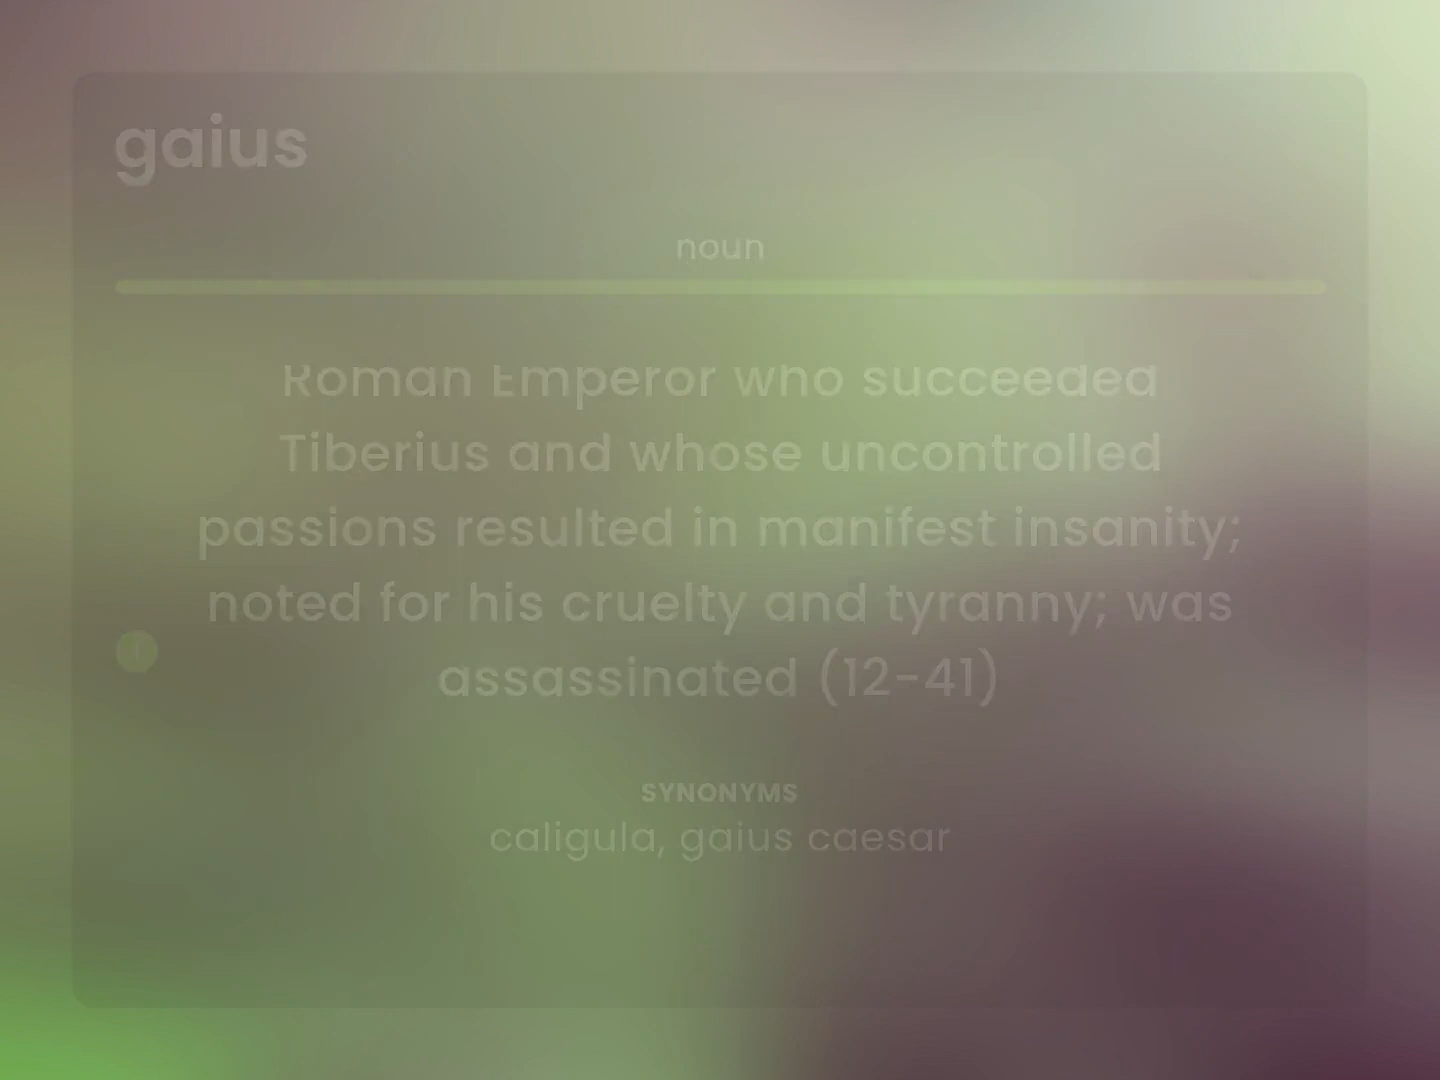 gaius
noun
Roman Emperor who succeeded
Tiberius and whose uncontrolled
passions resulted in manifest insanity;
noted for his cruelty and tyranny; was
assassinated (12-41)
SYNONYMS
caligula, gaius caesar